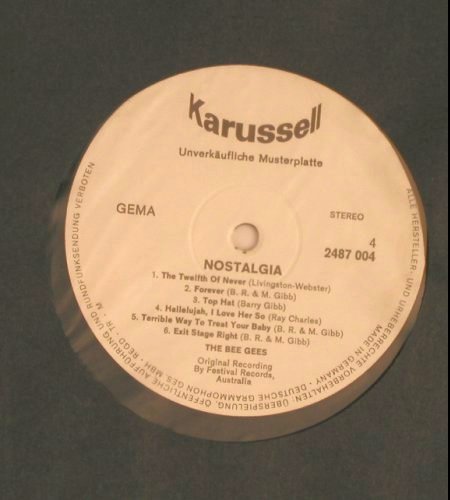 Karussell
Unverkäufliche Musterplatte
GEMA
STEREO
4
2487 004
NOSTALGIA
1. The Twelfth Of Never (Livingston-Webster)
2. Forever (B. R. & M. Gibb)
3. Top Hat (Barry Gibb)
4. Hallelujah, I Love Her So (Ray Charles)
5. Terrible Way To Treat Your Baby (B. R. & M. Gibb)
6. Exit Stage Right (B. R. & M. Gibb)
THE BEE GEES
Original Recording
By Festival Records,
Australia
ALLE HERSTELLER- UND URHEBERRECHTE VORBEHALTEN. ÜBERSPIELUNG, ÖFFENTLICHE AUFFÜHRUNG UND RUNDFUNKSENDUNG VERBOTEN
MADE IN GERMANY · DEUTSCHE GRAMMOPHON GES. MBH · REGD. TR. M.